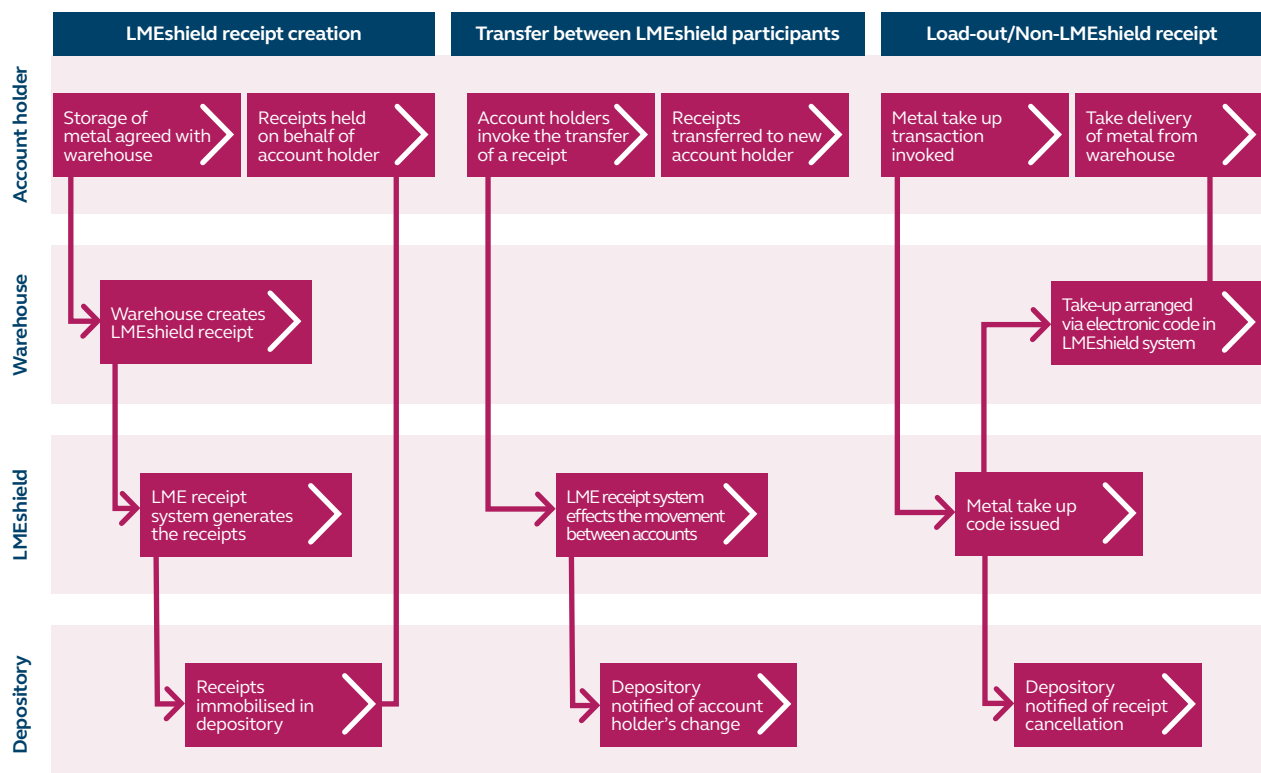 LMEshield receipt creation
Transfer between LMEshield participants
Load-out/Non-LMEshield receipt
Account holder
Storage of
metal agreed with
warehouse
Receipts held
on behalf of
account holder
Account holders
invoke the transfer
of a receipt
Receipts
transferred to new
account holder
Metal take up
transaction
invoked
Take delivery
of metal from
warehouse
Warehouse
Warehouse creates
LMEshield receipt
Take-up arranged
via electronic code in
LMEshield system
LMEshield
LME receipt
system generates
the receipts
LME receipt system
effects the movement
between accounts
Metal take up
code issued
Depository
Receipts
immobilised in
depository
Depository
notified of account
holder’s change
Depository
notified of receipt
cancellation